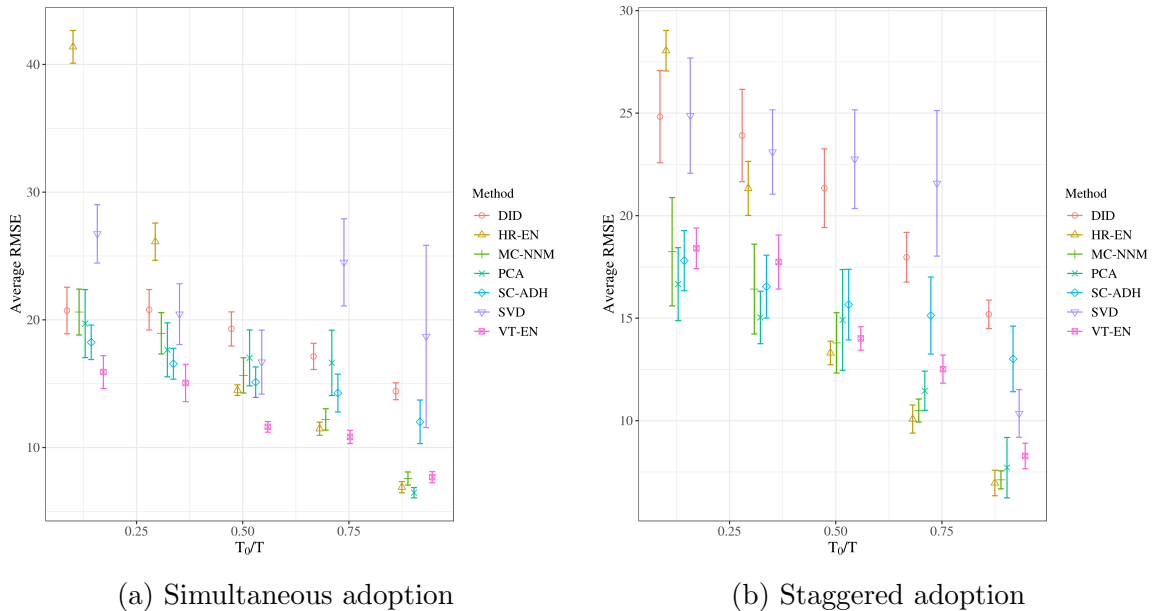 40
30
20
10
Average RMSE
0.25 0.50 0.75
T₀/T
Method
DID
HR-EN
MC-NNM
PCA
SC-ADH
SVD
VT-EN
(a) Simultaneous adoption
30
25
20
15
10
Average RMSE
0.25 0.50 0.75
T₀/T
Method
DID
HR-EN
MC-NNM
PCA
SC-ADH
SVD
VT-EN
(b) Staggered adoption